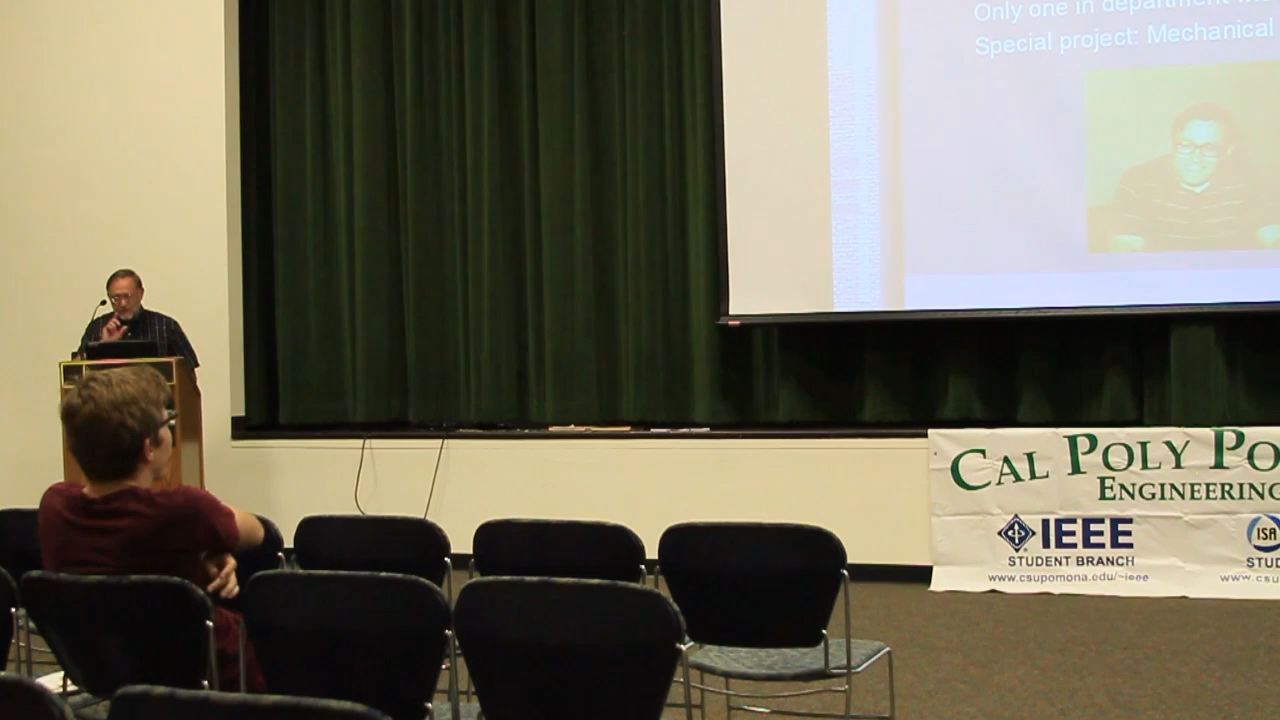 Only one in department
Special project: Mechanical
CAL POLY PO
ENGINEERING
IEEE
STUDENT BRANCH
www.csupomona.edu/~ieee
ISA
STUD
www.csu